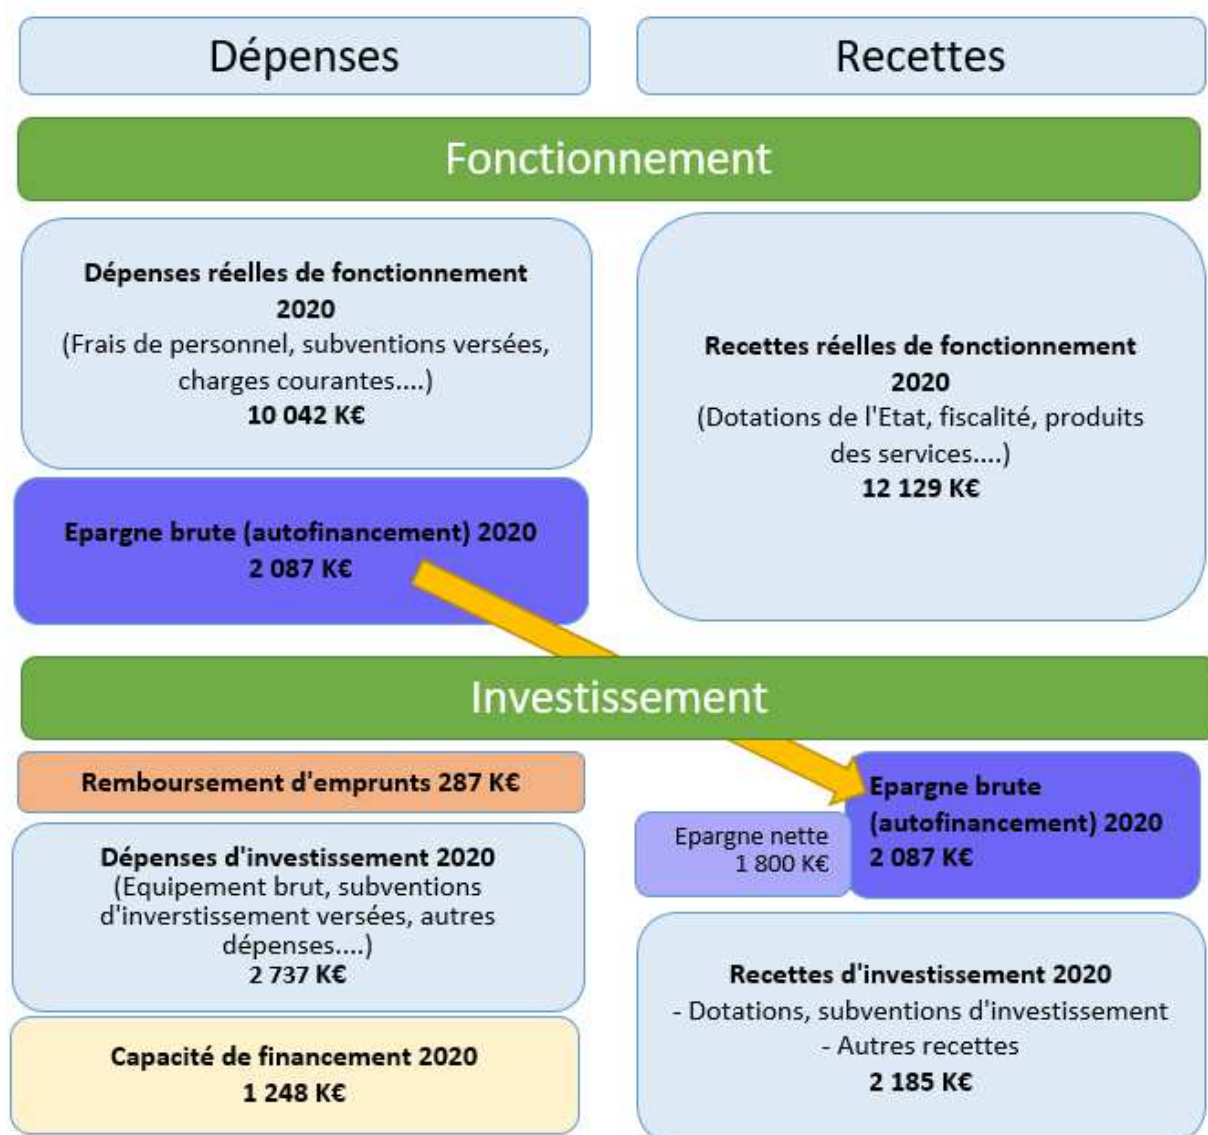 Dépenses
Recettes
Fonctionnement
Dépenses réelles de fonctionnement
2020
(Frais de personnel, subventions versées,
charges courantes....)
10 042 K€
Recettes réelles de fonctionnement
2020
(Dotations de l'Etat, fiscalité, produits
des services....)
12 129 K€
Epargne brute (autofinancement) 2020
2 087 K€
Investissement
Remboursement d'emprunts 287 K€
Dépenses d'investissement 2020
(Equipement brut, subventions
d'inverstissement versées, autres
dépenses....)
2 737 K€
Capacité de financement 2020
1 248 K€
Epargne nette
1 800 K€
Epargne brute
(autofinancement) 2020
2 087 K€
Recettes d'investissement 2020
- Dotations, subventions d'investissement
- Autres recettes
2 185 K€